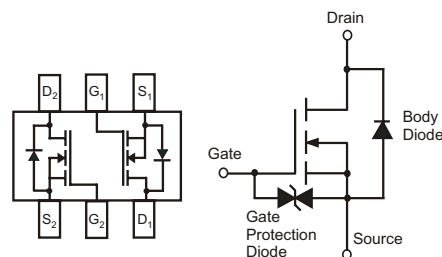 D2 G1 S1
S2 G2 D1
Drain
Body
Diode
Gate
Gate
Protection
Diode
Source